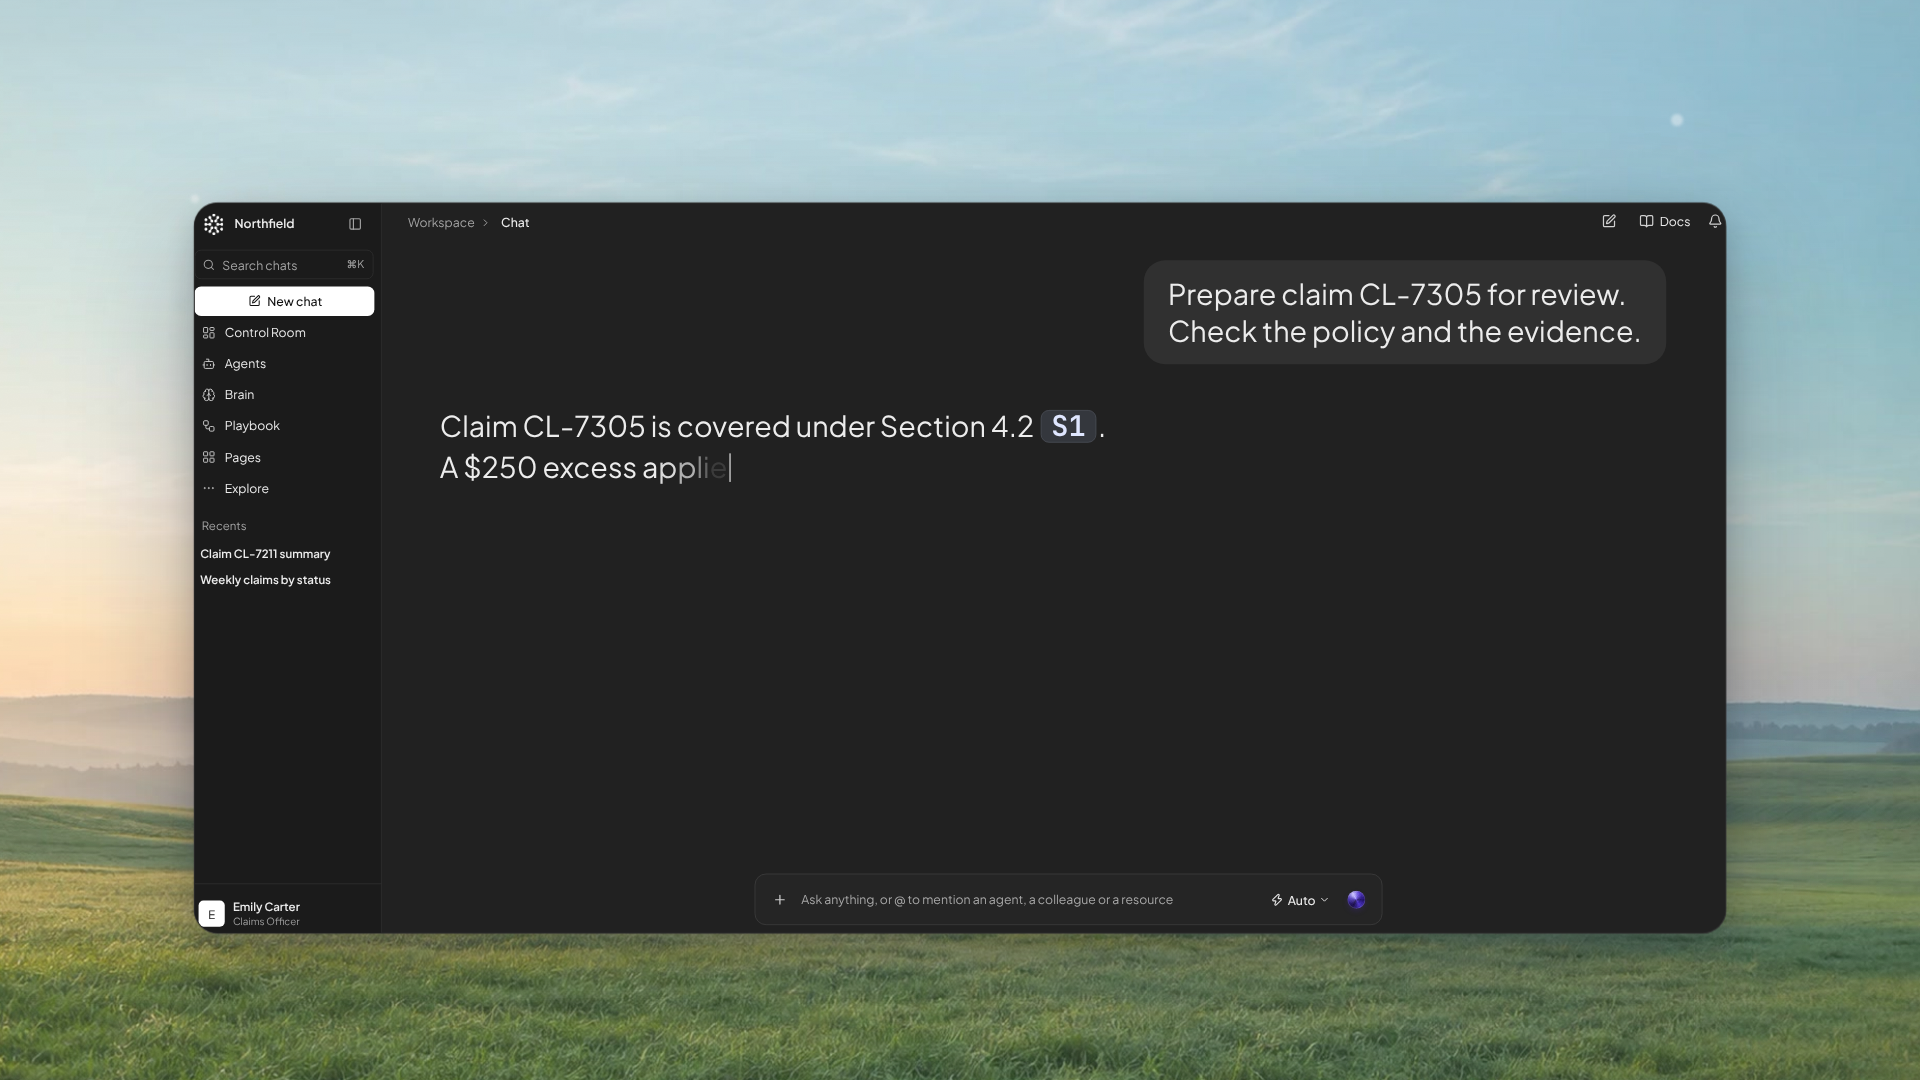 Northfield
Search chats ⌘K
New chat
Control Room
Agents
Brain
Playbook
Pages
Explore
Recents
Claim CL-7211 summary
Weekly claims by status
E
Emily Carter
Claims Officer
Workspace > Chat
Docs
Prepare claim CL-7305 for review.
Check the policy and the evidence.
Claim CL-7305 is covered under Section 4.2 S1.
A $250 excess applie
Ask anything, or @ to mention an agent, a colleague or a resource
Auto